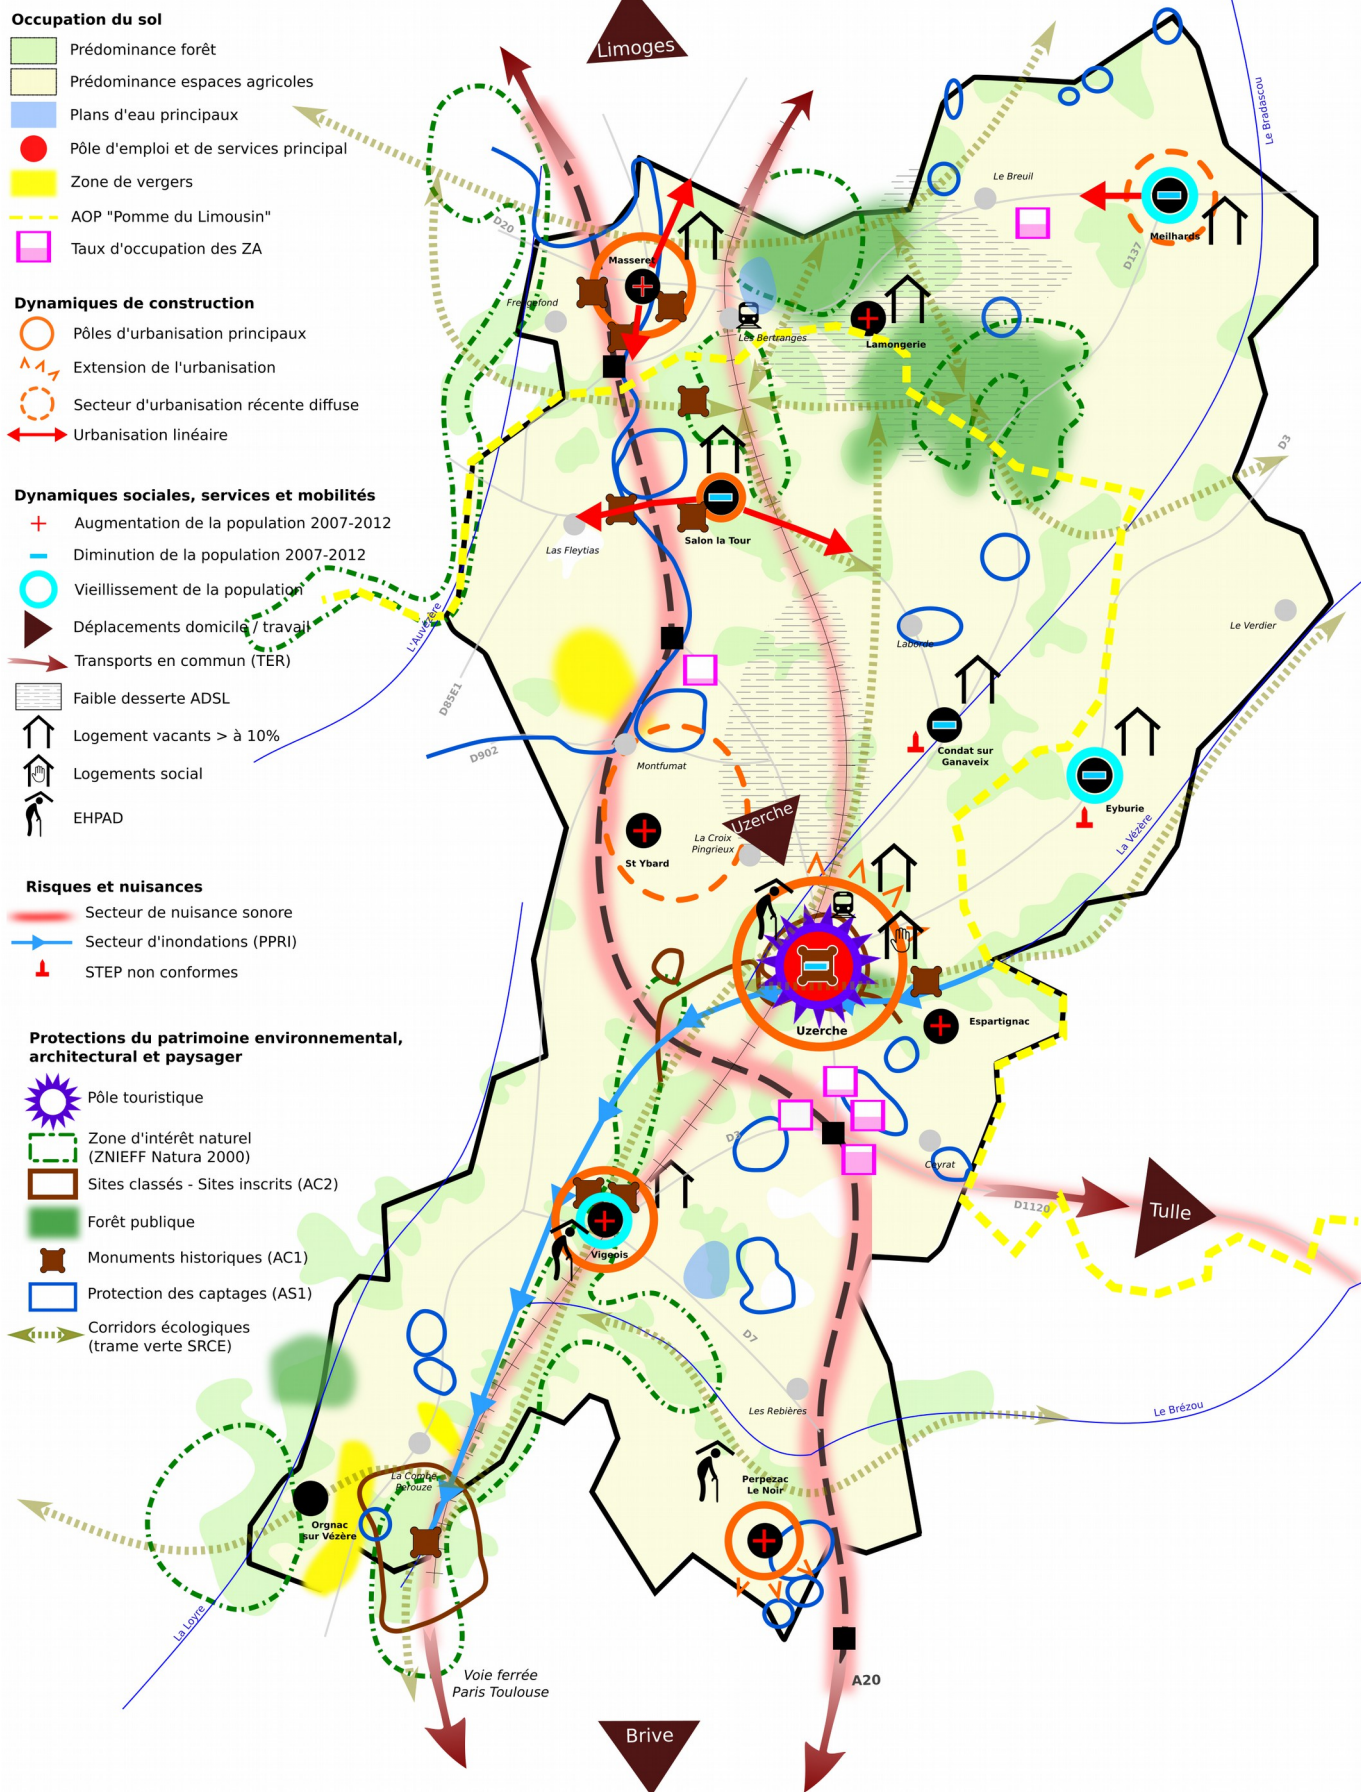 Occupation du sol
Prédominance forêt
Prédominance espaces agricoles
Plans d'eau principaux
Pôle d'emploi et de services principal
Zone de vergers
AOP "Pomme du Limousin"
Taux d'occupation des ZA
Dynamiques de construction
Pôles d'urbanisation principaux
Extension de l'urbanisation
Secteur d'urbanisation récente diffuse
Urbanisation linéaire
Dynamiques sociales, services et mobilités
Augmentation de la population 2007-2012
Diminution de la population 2007-2012
Vieillissement de la population
Déplacements domicile / travail
Transports en commun (TER)
Faible desserte ADSL
Logement vacants > à 10%
Logements social
EHPAD
Risques et nuisances
Secteur de nuisance sonore
Secteur d'inondations (PPRI)
STEP non conformes
Protections du patrimoine environnemental,
architectural et paysager
Pôle touristique
Zone d'intérêt naturel
(ZNIEFF Natura 2000)
Sites classés - Sites inscrits (AC2)
Forêt publique
Monuments historiques (AC1)
Protection des captages (AS1)
Corridors écologiques
(trame verte SRCE)
Limoges
Le Bradascou
Le Breuil
Meilhards
D137
D20
Masseret
Les Bertranges
Lamongerie
D3
Salon la Tour
Las Fleytias
L'Auvézère
Laborde
Le Verdier
D85E1
D902
Montfumat
Condat sur
Ganaveix
Eyburie
La Vézère
Uzerche
La Croix
Pingrieux
St Ybard
Uzerche
Espartignac
Ceyrat
D1120
Tulle
Vigeois
D7
Les Rebières
Le Brézou
La Combe
Perouze
Perpezac
Le Noir
Orgnac
sur Vézère
La Loyre
Voie ferrée
Paris Toulouse
A20
Brive